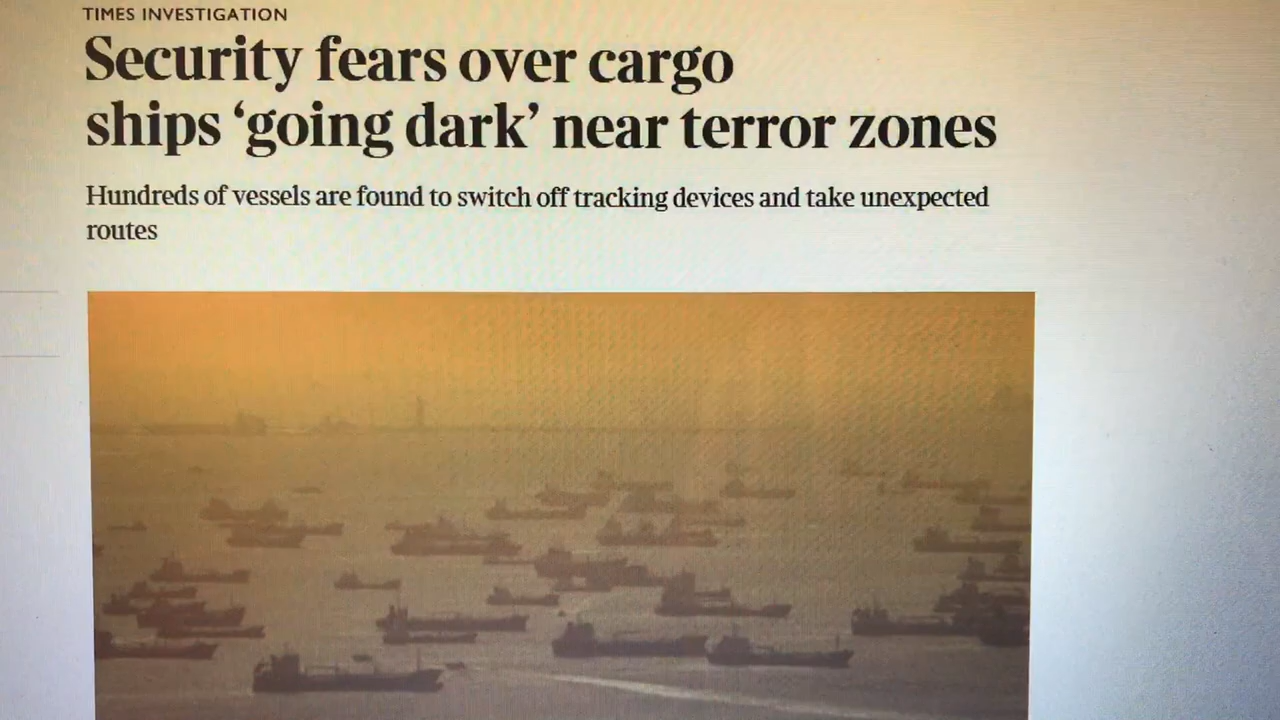 TIMES INVESTIGATION
Security fears over cargo
ships ‘going dark’ near terror zones
Hundreds of vessels are found to switch off tracking devices and take unexpected
routes